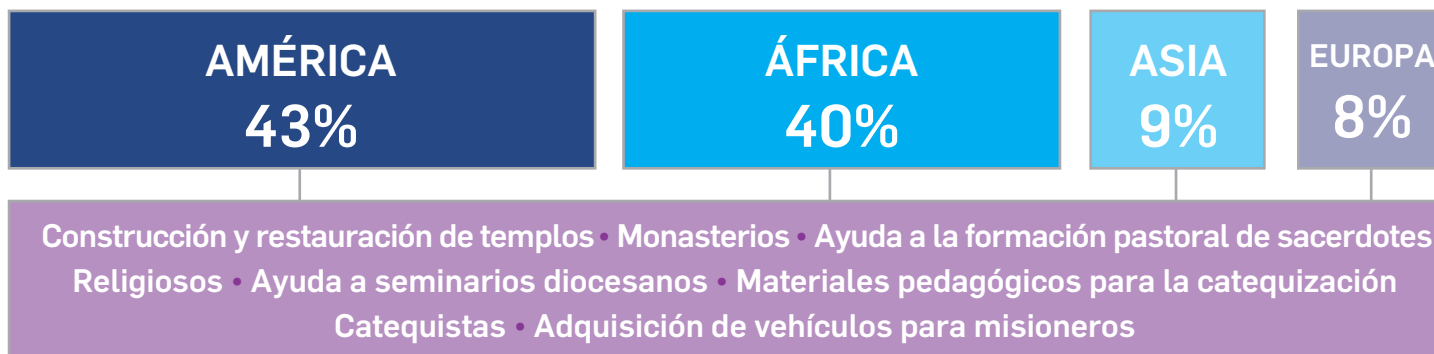 AMÉRICA
43%
ÁFRICA
40%
ASIA
9%
EUROPA
8%
Construcción y restauración de templos • Monasterios • Ayuda a la formación pastoral de sacerdotes
Religiosos • Ayuda a seminarios diocesanos • Materiales pedagógicos para la catequización
Catequistas • Adquisición de vehículos para misioneros